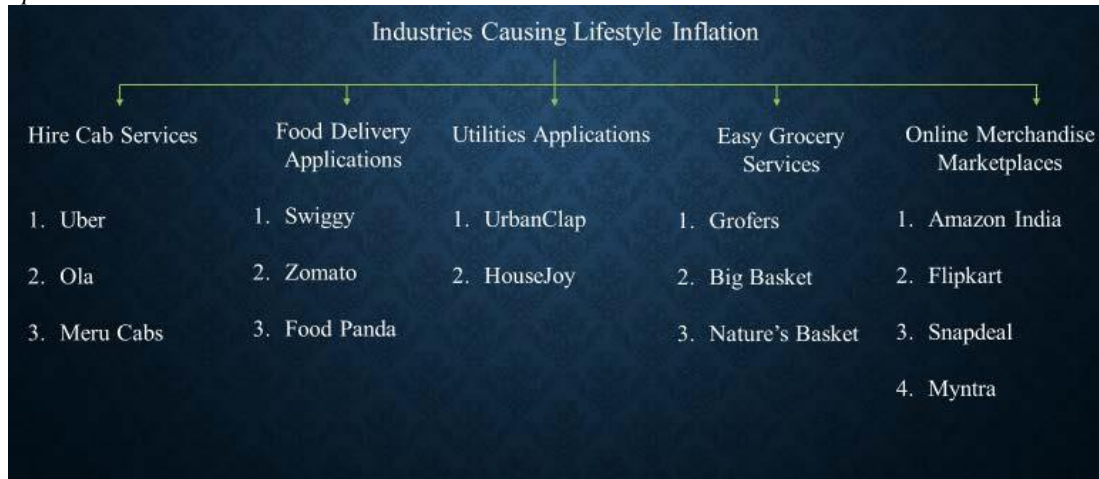 Industries Causing Lifestyle Inflation
Hire Cab Services
1. Uber
2. Ola
3. Meru Cabs
Food Delivery
Applications
1. Swiggy
2. Zomato
3. Food Panda
Utilities Applications
1. UrbanClap
2. HouseJoy
Easy Grocery
Services
1. Grofers
2. Big Basket
3. Nature’s Basket
Online Merchandise
Marketplaces
1. Amazon India
2. Flipkart
3. Snapdeal
4. Myntra